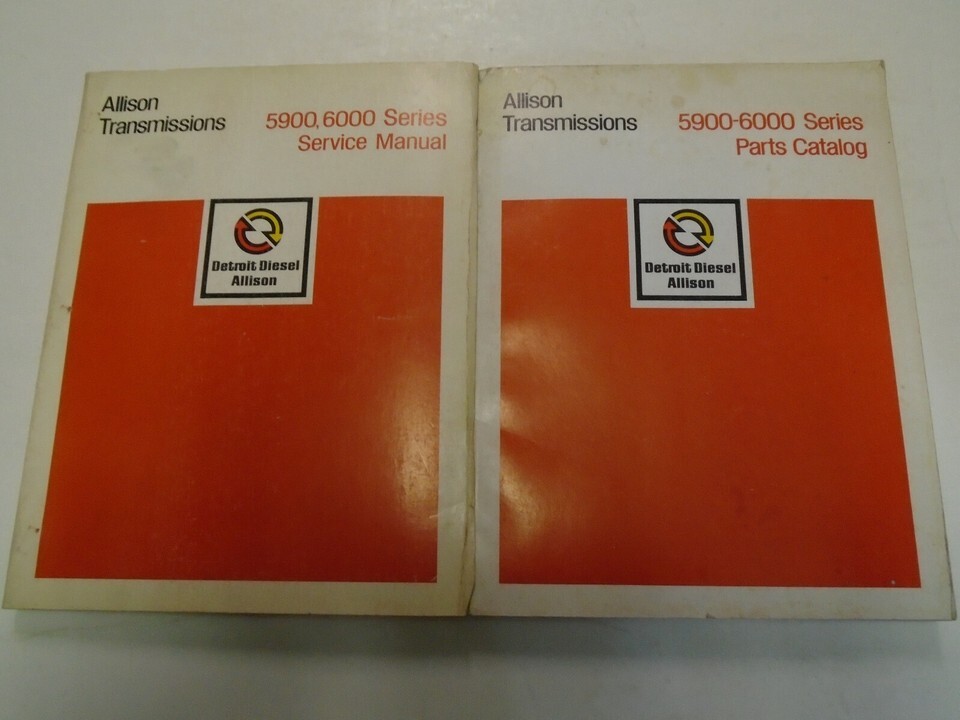 Allison
Transmissions
5900, 6000 Series
Service Manual
Detroit Diesel
Allison
Allison
Transmissions
5900-6000 Series
Parts Catalog
Detroit Diesel
Allison